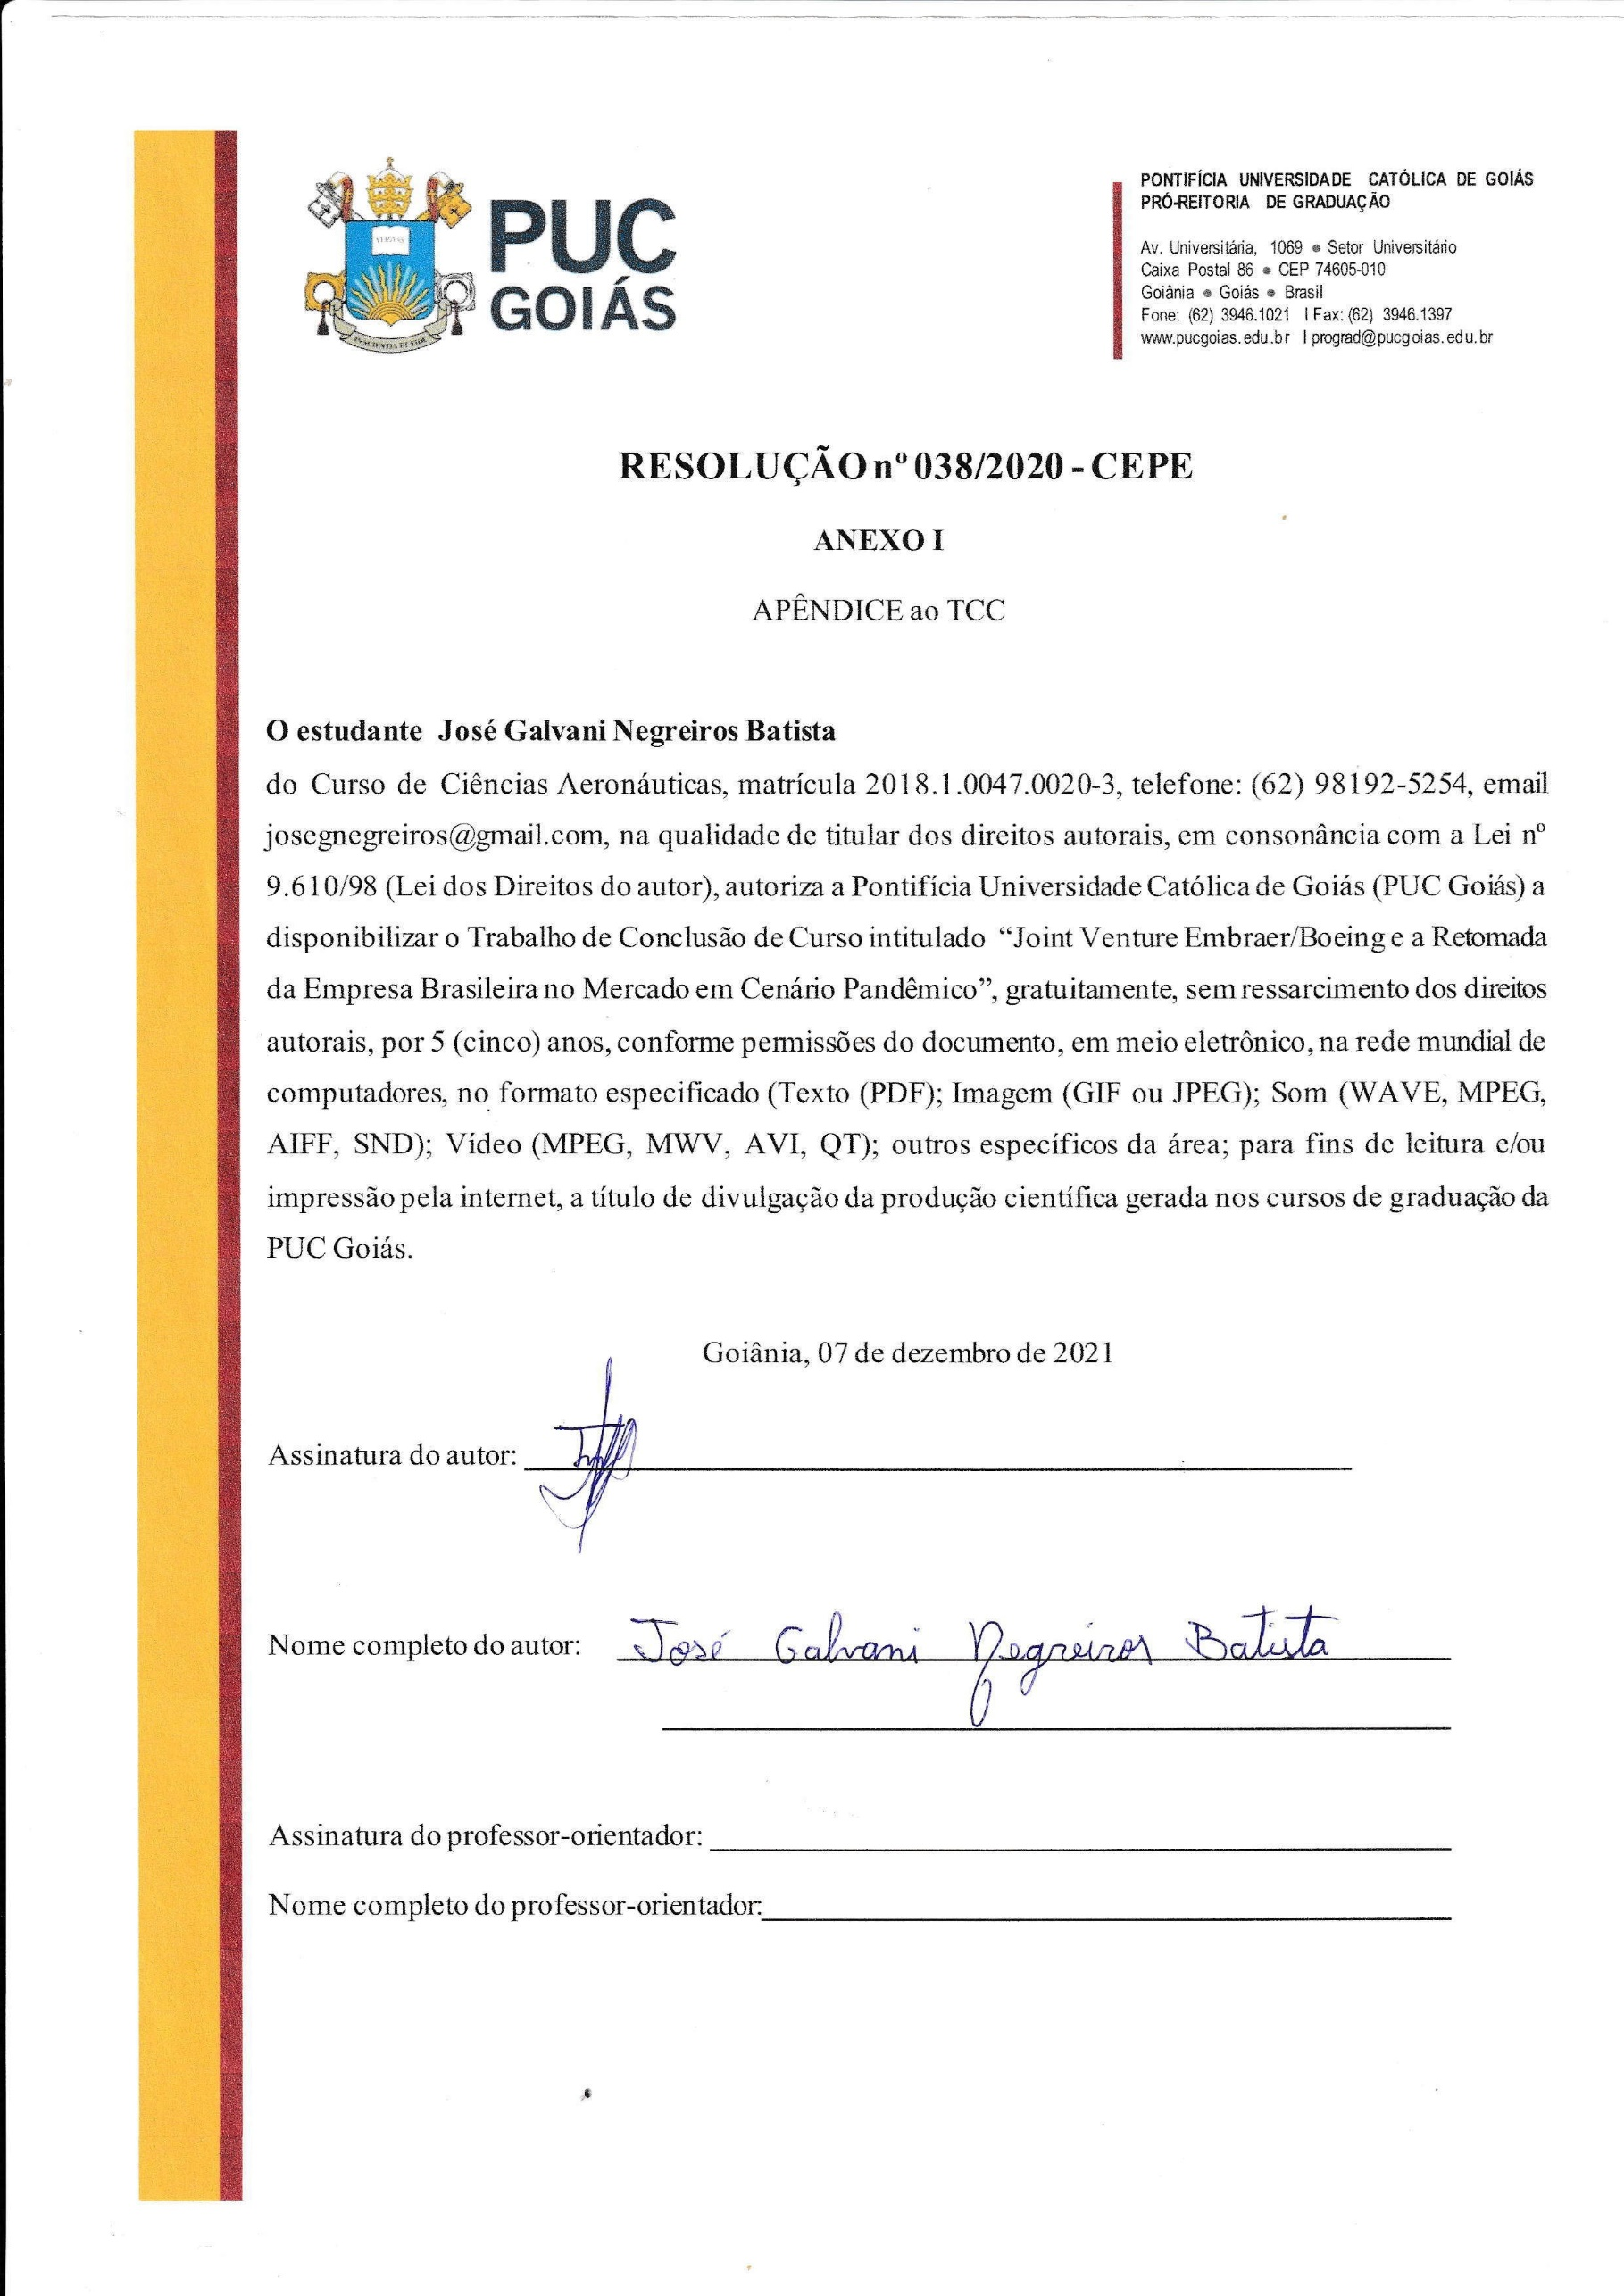 PUC
GOIÁS
VERITAS
PONTIFÍCIA UNIVERSIDADE CATÓLICA DE GOIÁS
PRÓ-REITORIA DE GRADUAÇÃO
Av. Universitária, 1069 • Setor Universitário
Caixa Postal 86 • CEP 74605-010
Goiânia • Goiás • Brasil
Fone: (62) 3946.1021 I Fax: (62) 3946.1397
www.pucgoias.edu.br I prograd@pucgoias.edu.br
RESOLUÇÃO nº 038/2020 - CEPE
ANEXO I
APÊNDICE ao TCC
O estudante José Galvani Negreiros Batista
do Curso de Ciências Aeronáuticas, matrícula 2018.1.0047.0020-3, telefone: (62) 98192-5254, email
josegnegreiros@gmail.com, na qualidade de titular dos direitos autorais, em consonância com a Lei nº
9.610/98 (Lei dos Direitos do autor), autoriza a Pontifícia Universidade Católica de Goiás (PUC Goiás) a
disponibilizar o Trabalho de Conclusão de Curso intitulado “Joint Venture Embraer/Boeing e a Retomada
da Empresa Brasileira no Mercado em Cenário Pandêmico”, gratuitamente, sem ressarcimento dos direitos
autorais, por 5 (cinco) anos, conforme permissões do documento, em meio eletrônico, na rede mundial de
computadores, no formato especificado (Texto (PDF); Imagem (GIF ou JPEG); Som (WAVE, MPEG,
AIFF, SND); Vídeo (MPEG, MWV, AVI, QT); outros específicos da área; para fins de leitura e/ou
impressão pela internet, a título de divulgação da produção científica gerada nos cursos de graduação da
PUC Goiás.
Goiânia, 07 de dezembro de 2021
Assinatura do autor:
Nome completo do autor: José Galvani Negreiros Batista
Assinatura do professor-orientador:
Nome completo do professor-orientador: